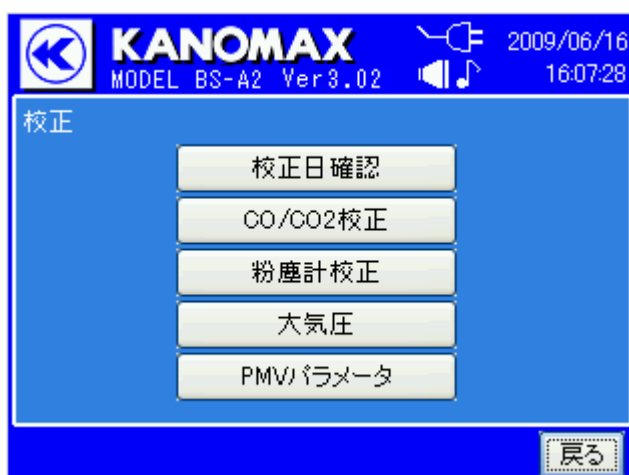 KANOMAX
MODEL BS-A2 Ver3.02
2009/06/16
16:07:28
校正
校正日確認
CO/CO2校正
粉塵計校正
大気圧
PMVパラメータ
戻る